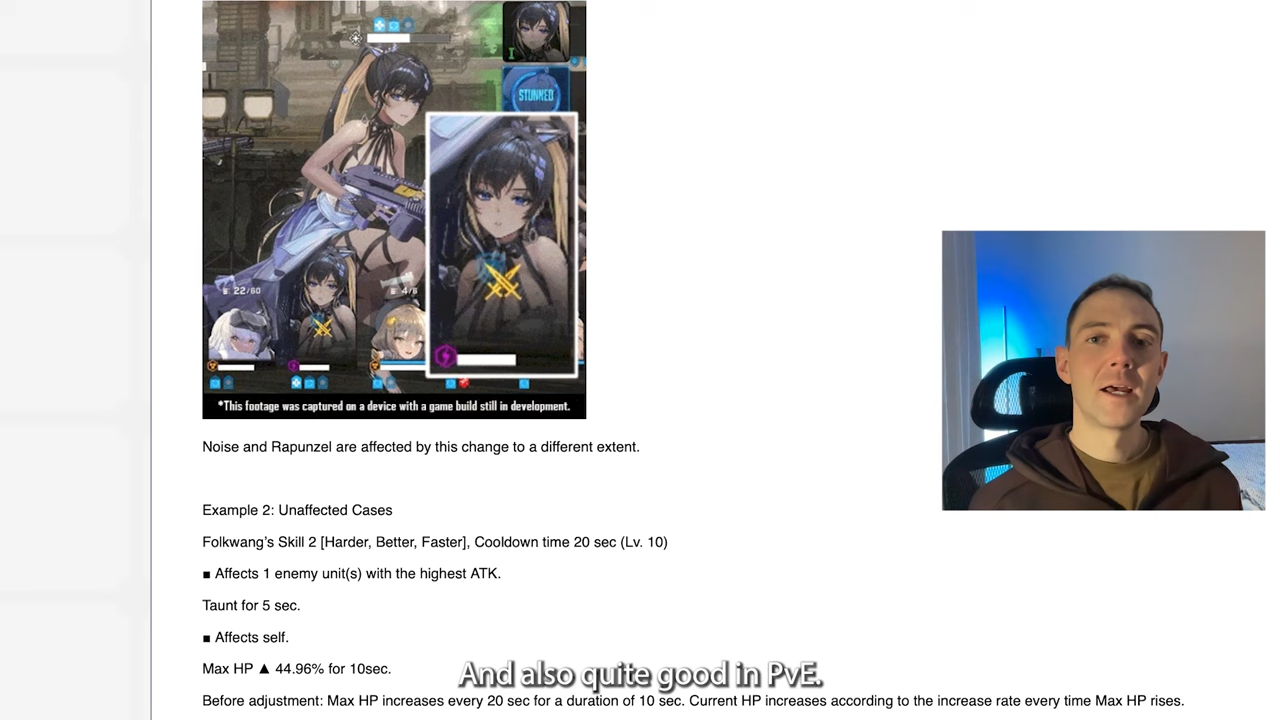 I
STUNNED
22/60
4/6
*This footage was captured on a device with a game build still in development.
Noise and Rapunzel are affected by this change to a different extent.
Example 2: Unaffected Cases
Folkwang’s Skill 2 [Harder, Better, Faster], Cooldown time 20 sec (Lv. 10)
■ Affects 1 enemy unit(s) with the highest ATK.
Taunt for 5 sec.
■ Affects self.
Max HP ▲ 44.96% for 10sec.
And also quite good in PvE.
Before adjustment: Max HP increases every 20 sec for a duration of 10 sec. Current HP increases according to the increase rate every time Max HP rises.